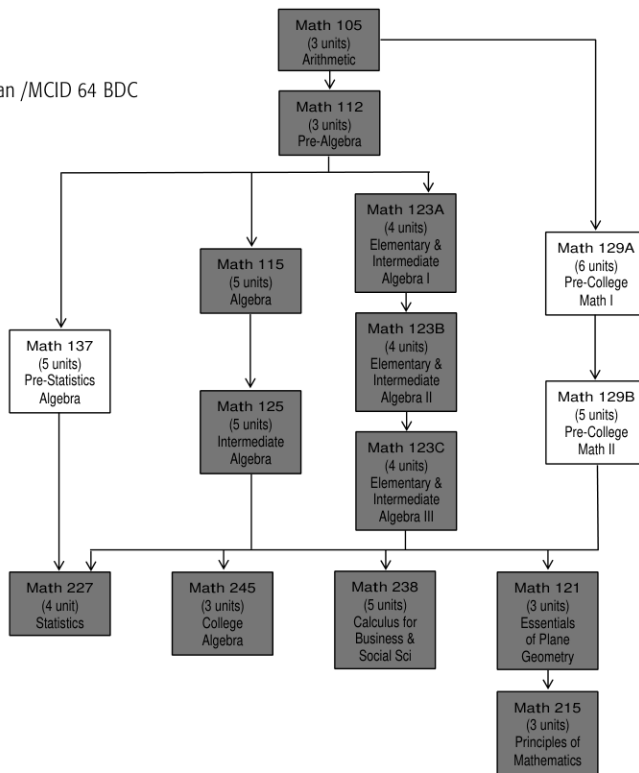 Math 105
(3 units)
Arithmetic
an /MCID 64 BDC
Math 112
(3 units)
Pre-Algebra
Math 123A
(4 units)
Elementary &
Intermediate
Algebra I
Math 115
(5 units)
Algebra
Math 129A
(6 units)
Pre-College
Math I
Math 137
(5 units)
Pre-Statistics
Algebra
Math 123B
(4 units)
Elementary &
Intermediate
Algebra II
Math 125
(5 units)
Intermediate
Algebra
Math 129B
(5 units)
Pre-College
Math II
Math 123C
(4 units)
Elementary &
Intermediate
Algebra III
Math 227
(4 unit)
Statistics
Math 245
(3 units)
College
Algebra
Math 238
(5 units)
Calculus for
Business &
Social Sci
Math 121
(3 units)
Essentials
of Plane
Geometry
Math 215
(3 units)
Principles of
Mathematics